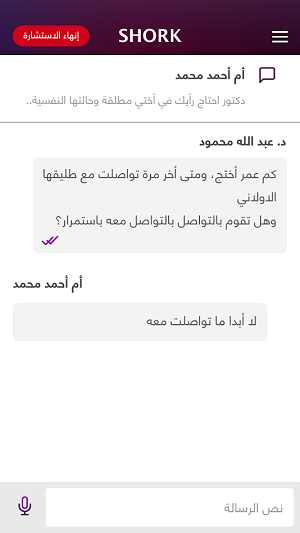 إنهاء الاستشارة
SHORK
أم أحمد محمد
دكتور احتاج رأيك في أختي مطلقة وحالتها النفسية..
د. عبد الله محمود
كم عمر أختج، ومتى أخر مرة تواصلت مع طليقها
الاولاني
وهل تقوم بالتواصل بالتواصل معه باستمرار؟
أم أحمد محمد
لا أبدا ما تواصلت معه
نص الرسالة